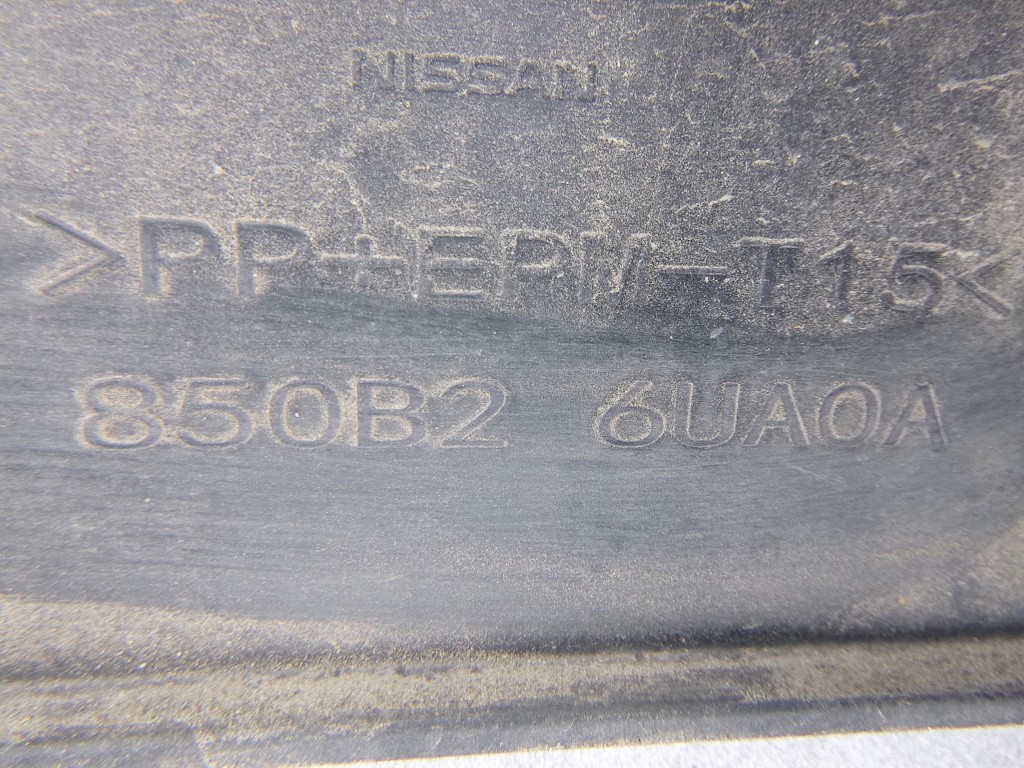 NISSAN
>PP+EPM-T15<
850B2 6UA0A